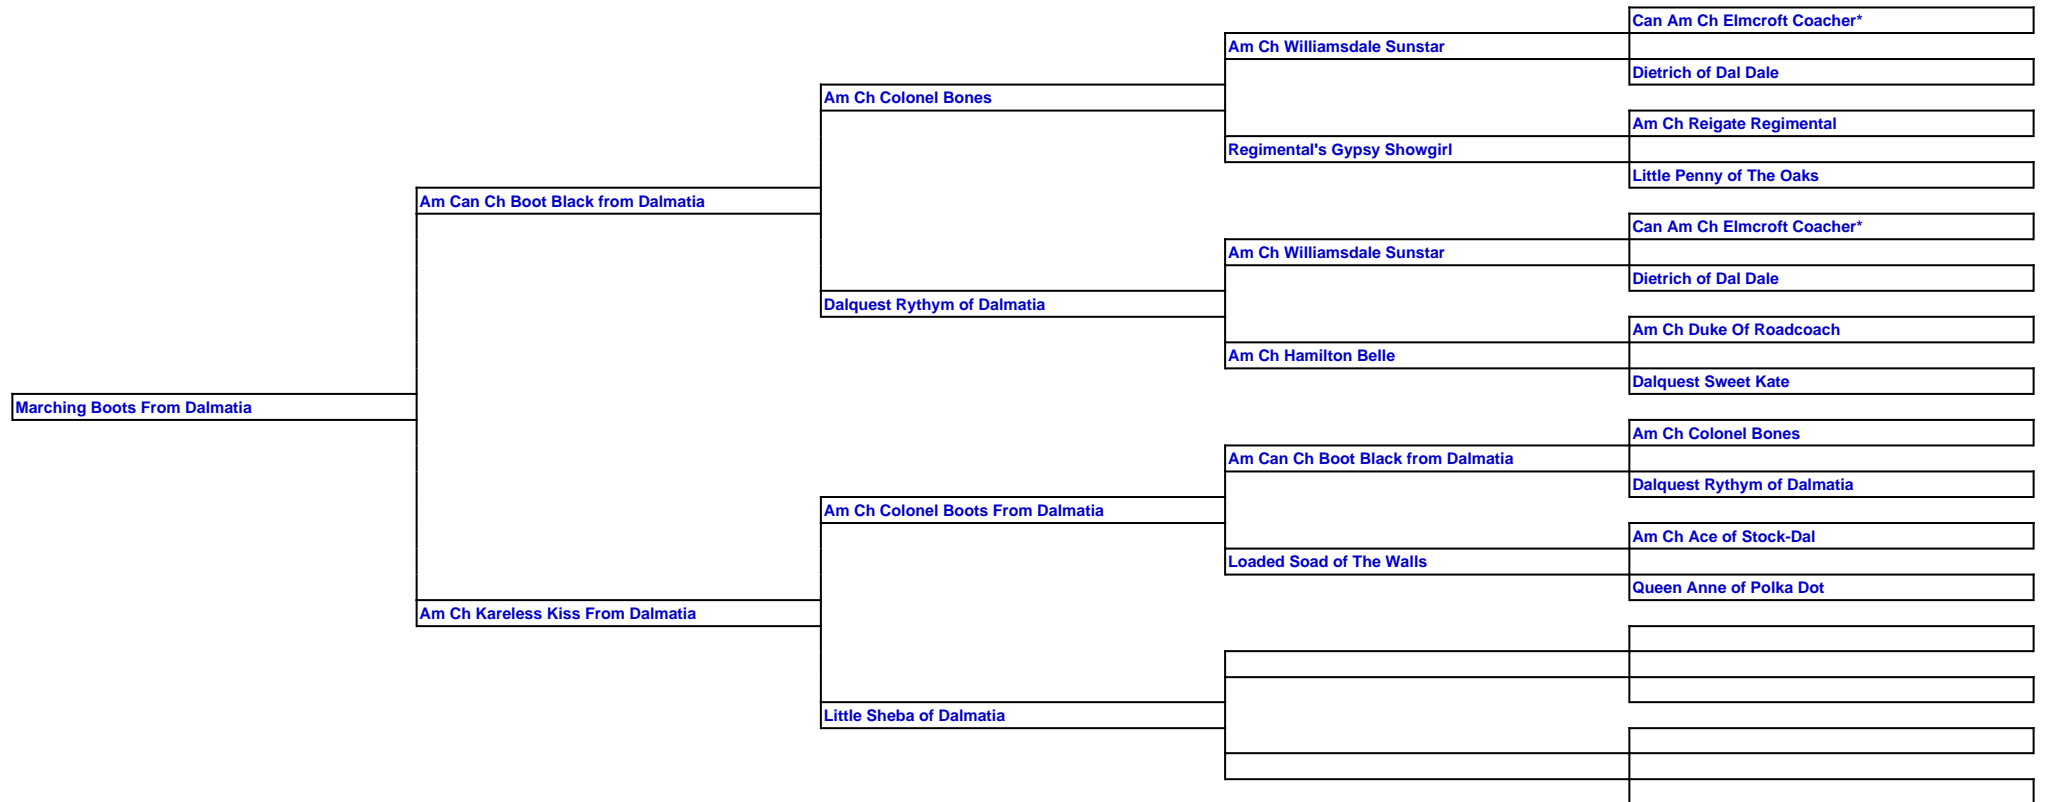 Can Am Ch Elmcroft Coacher*
Am Ch Williamsdale Sunstar
Dietrich of Dal Dale
Am Ch Colonel Bones
Am Ch Reigate Regimental
Regimental's Gypsy Showgirl
Little Penny of The Oaks
Am Can Ch Boot Black from Dalmatia
Can Am Ch Elmcroft Coacher*
Am Ch Williamsdale Sunstar
Dietrich of Dal Dale
Dalquest Rythym of Dalmatia
Am Ch Duke Of Roadcoach
Am Ch Hamilton Belle
Dalquest Sweet Kate
Marching Boots From Dalmatia
Am Ch Colonel Bones
Am Can Ch Boot Black from Dalmatia
Dalquest Rythym of Dalmatia
Am Ch Colonel Boots From Dalmatia
Am Ch Ace of Stock-Dal
Loaded Soad of The Walls
Queen Anne of Polka Dot
Am Ch Kareless Kiss From Dalmatia
Little Sheba of Dalmatia